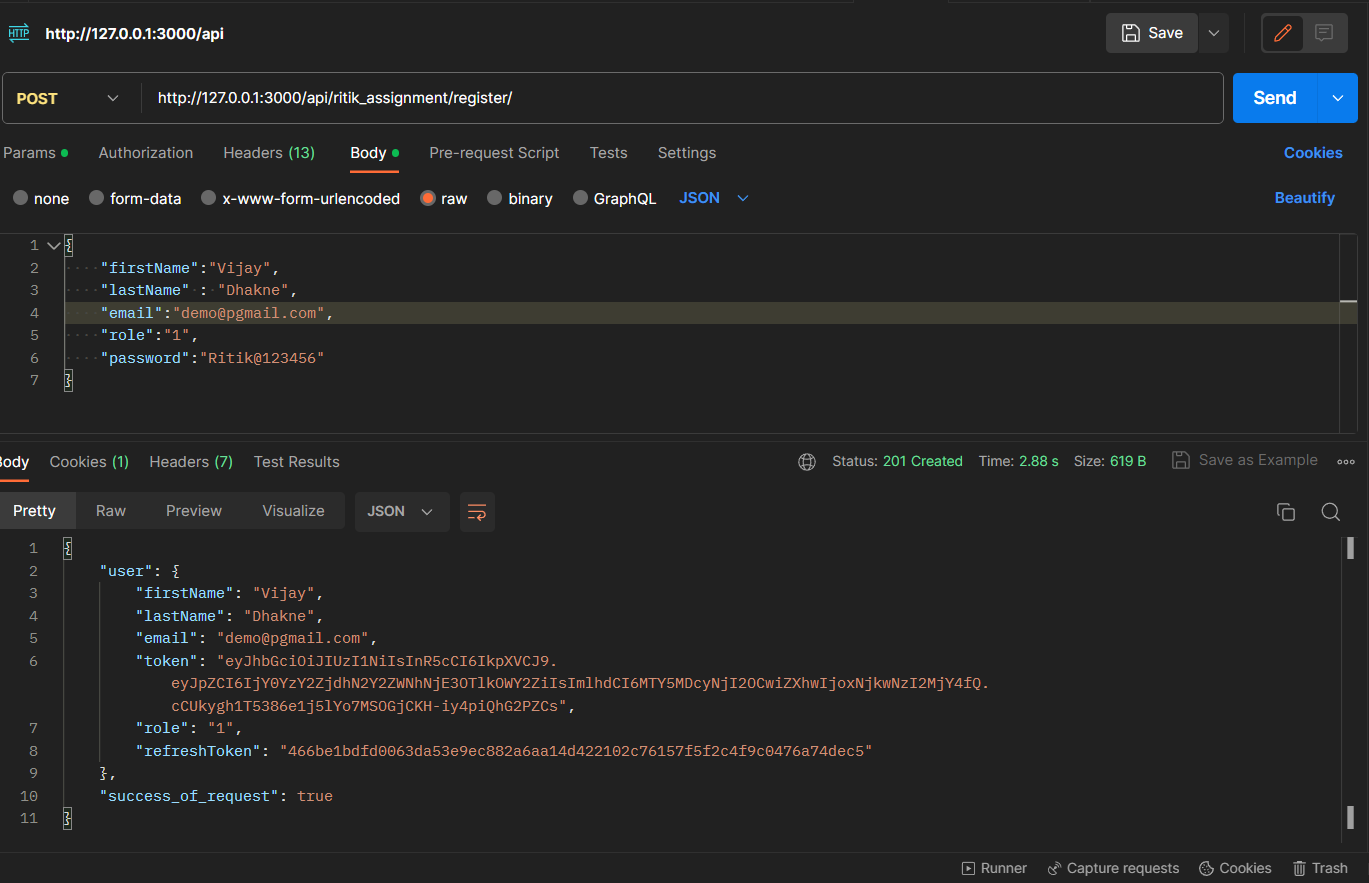 HTTP http://127.0.0.1:3000/api Save
POST http://127.0.0.1:3000/api/ritik_assignment/register/ Send
Params Authorization Headers (13) Body Pre-request Script Tests Settings Cookies
none form-data x-www-form-urlencoded raw binary GraphQL JSON Beautify
1 {
2 "firstName":"Vijay",
3 "lastName" : "Dhakne",
4 "email":"demo@pgmail.com",
5 "role":"1",
6 "password":"Ritik@123456"
7 }
Body Cookies (1) Headers (7) Test Results Status: 201 Created Time: 2.88 s Size: 619 B Save as Example
Pretty Raw Preview Visualize JSON
1 {
2 "user": {
3 "firstName": "Vijay",
4 "lastName": "Dhakne",
5 "email": "demo@pgmail.com",
6 "token": "eyJhbGciOiJIUzI1NiIsInR5cCI6IkpXVCJ9.
eyJpZCI6IjY0YzY2ZjdhN2Y2ZWNhNjE3OTlkOWY2ZiIsImlhdCI6MTY5MDcyNjI2OCwiZXhwIjoxNjkwNzI2MjY4fQ.
cCUkygh1T5386e1j5lYo7MSOGjCKH-iy4piQhG2PZCs",
7 "role": "1",
8 "refreshToken": "466be1bdfd0063da53e9ec882a6aa14d422102c76157f5f2c4f9c0476a74dec5"
9 },
10 "success_of_request": true
11 }
Runner Capture requests Cookies Trash